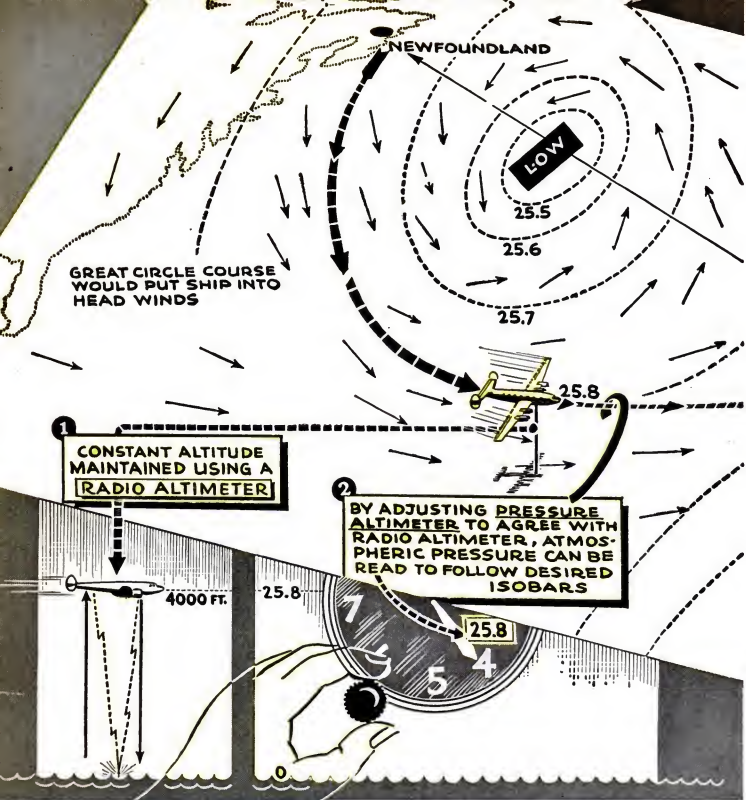 NEWFOUNDLAND
LOW
25.5
25.6
25.7
GREAT CIRCLE COURSE
WOULD PUT SHIP INTO
HEAD WINDS
25.8
1
CONSTANT ALTITUDE
MAINTAINED USING A
RADIO ALTIMETER
2
BY ADJUSTING PRESSURE
ALTIMETER TO AGREE WITH
RADIO ALTIMETER, ATMOS-
PHERIC PRESSURE CAN BE
READ TO FOLLOW DESIRED
ISOBARS
4000 FT.
25.8
7
25.8
5
4
0